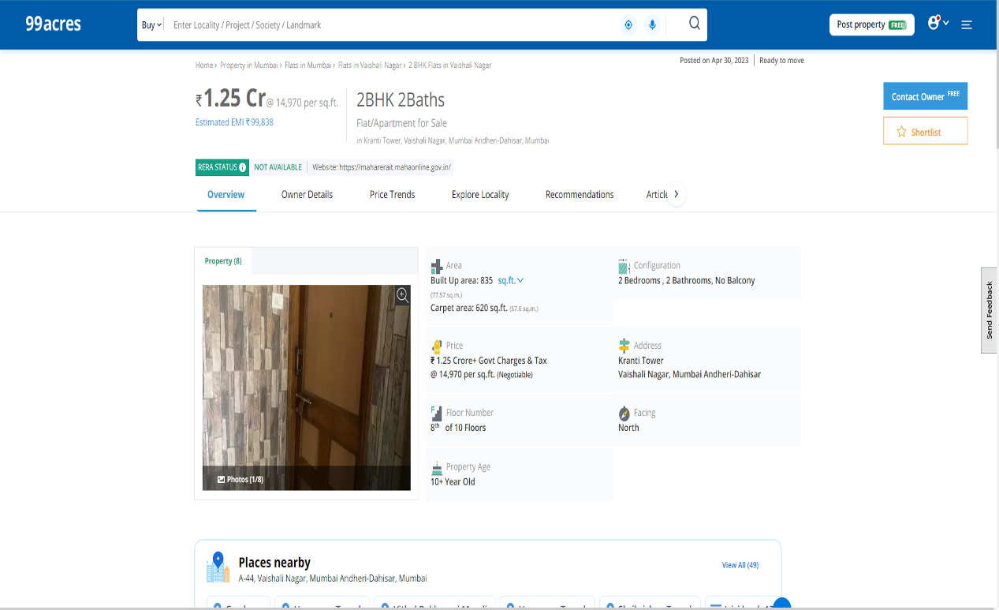 99acres
Buy
Enter Locality / Project / Society / Landmark
Post property FREE
Home › Property in Mumbai › Flats in Mumbai › Flats in Vaishali Nagar › 2 BHK Flats in Vaishali Nagar
Posted on Apr 30, 2023 Ready to move
₹1.25 Cr @ 14,970 per sq.ft.
Estimated EMI ₹ 99,838
2BHK 2Baths
Flat/Apartment for Sale
in Kranti Tower, Vaishali Nagar, Mumbai Andheri-Dahisar, Mumbai
Contact Owner FREE
Shortlist
RERA STATUS NOT AVAILABLE Website: https://maharerait.mahaonline.gov.in/
Overview Owner Details Price Trends Explore Locality Recommendations Article
Property (8)
Photos (1/8)
Area
Built Up area: 835 sq.ft.
(77.57 sq.m.)
Carpet area: 620 sq.ft. (57.6 sq.m.)
Configuration
2 Bedrooms , 2 Bathrooms, No Balcony
Price
₹ 1.25 Crore+ Govt Charges & Tax
@ 14,970 per sq.ft. (Negotiable)
Address
Kranti Tower
Vaishali Nagar, Mumbai Andheri-Dahisar
Floor Number
8th of 10 Floors
Facing
North
Property Age
10+ Year Old
Send Feedback
Places nearby
A-44, Vaishali Nagar, Mumbai Andheri-Dahisar, Mumbai
View All (49)